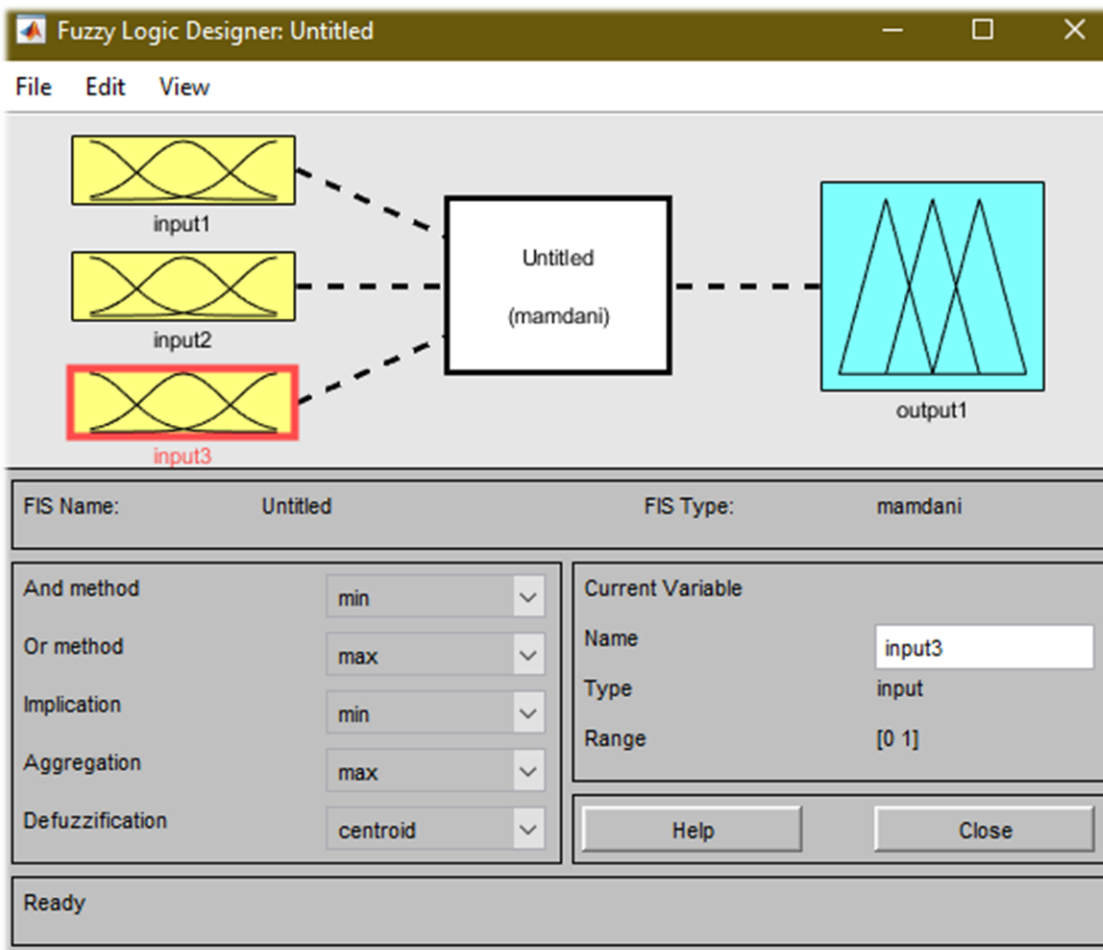 Fuzzy Logic Designer: Untitled
File Edit View
input1
input2
input3
Untitled
(mamdani)
output1
FIS Name: Untitled FIS Type: mamdani
And method min
Or method max
Implication min
Aggregation max
Defuzzification centroid
Current Variable
Name input3
Type input
Range [0 1]
Help Close
Ready